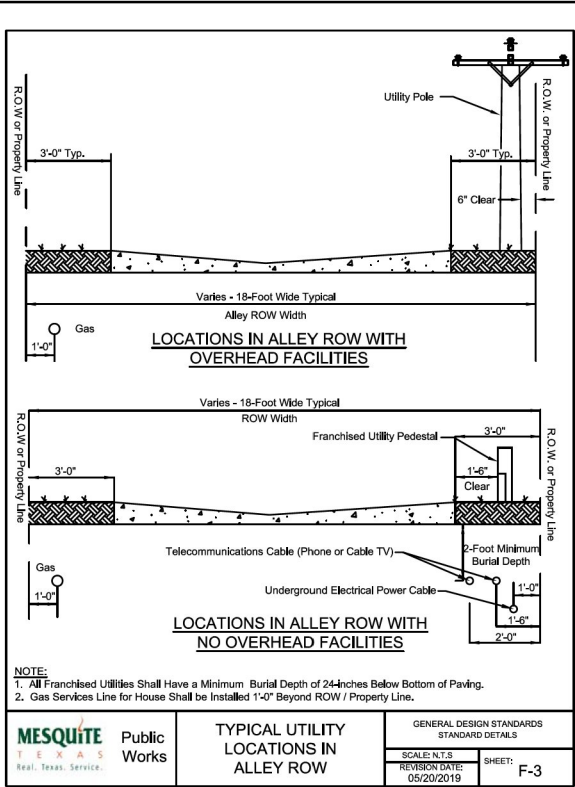 Utility Pole
R.O.W or Property Line
R.O.W. or Property Line
3'-0" Typ.
3'-0" Typ.
6" Clear
Varies - 18-Foot Wide Typical
Alley ROW Width
Gas
1'-0"
LOCATIONS IN ALLEY ROW WITH
OVERHEAD FACILITIES
Varies - 18-Foot Wide Typical
ROW Width
R.O.W. or Property Line
R.O.W. or Property Line
Franchised Utility Pedestal
3'-0"
3'-0"
1'-6"
Clear
Telecommunications Cable (Phone or Cable TV)
2-Foot Minimum
Burial Depth
Gas
1'-0"
Underground Electrical Power Cable
1'-0"
1'-6"
2'-0"
LOCATIONS IN ALLEY ROW WITH
NO OVERHEAD FACILITIES
NOTE:
1. All Franchised Utilities Shall Have a Minimum Burial Depth of 24-inches Below Bottom of Paving.
2. Gas Services Line for House Shall be Installed 1'-0" Beyond ROW / Property Line.
MESQUITE
TEXAS
Real. Texas. Service.
Public
Works
TYPICAL UTILITY
LOCATIONS IN
ALLEY ROW
GENERAL DESIGN STANDARDS
STANDARD DETAILS
SCALE: N.T.S
REVISION DATE:
05/20/2019
SHEET:
F-3